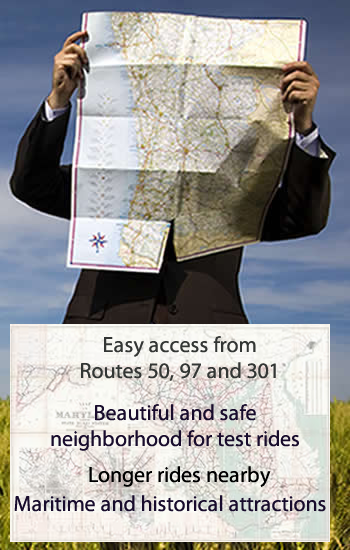 Easy access from
Routes 50, 97 and 301
Beautiful and safe
neighborhood for test rides
Longer rides nearby
Maritime and historical attractions